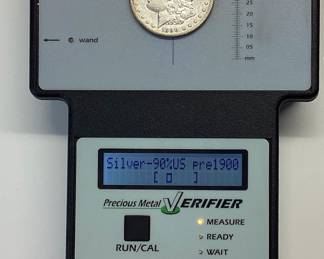 10
15
20
25
05
mm
wand
Silver-90%US pre1900
[ 0 ]
Precious Metal VERIFIER
MEASURE
READY
WAIT
RUN/CAL